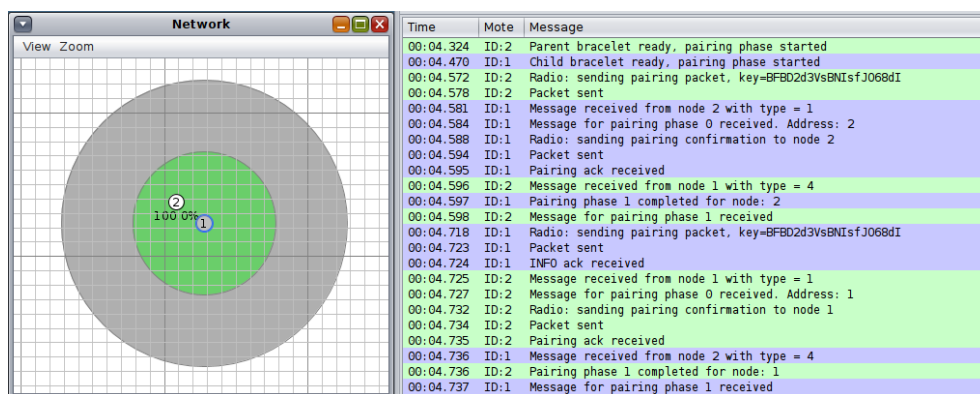 Network
View Zoom
2
100.0%
1
Time Mote Message
00:04.324 ID:2 Parent bracelet ready, pairing phase started
00:04.470 ID:1 Child bracelet ready, pairing phase started
00:04.572 ID:2 Radio: sending pairing packet, key=BFBD2d3VsBNIsfJO68dI
00:04.578 ID:2 Packet sent
00:04.581 ID:1 Message received from node 2 with type = 1
00:04.584 ID:1 Message for pairing phase 0 received. Address: 2
00:04.588 ID:1 Radio: sanding pairing confirmation to node 2
00:04.594 ID:1 Packet sent
00:04.595 ID:1 Pairing ack received
00:04.596 ID:2 Message received from node 1 with type = 4
00:04.597 ID:1 Pairing phase 1 completed for node: 2
00:04.598 ID:2 Message for pairing phase 1 received
00:04.718 ID:1 Radio: sending pairing packet, key=BFBD2d3VsBNIsfJO68dI
00:04.723 ID:1 Packet sent
00:04.724 ID:1 INFO ack received
00:04.725 ID:2 Message received from node 1 with type = 1
00:04.727 ID:2 Message for pairing phase 0 received. Address: 1
00:04.732 ID:2 Radio: sanding pairing confirmation to node 1
00:04.734 ID:2 Packet sent
00:04.735 ID:2 Pairing ack received
00:04.736 ID:1 Message received from node 2 with type = 4
00:04.736 ID:2 Pairing phase 1 completed for node: 1
00:04.737 ID:1 Message for pairing phase 1 received